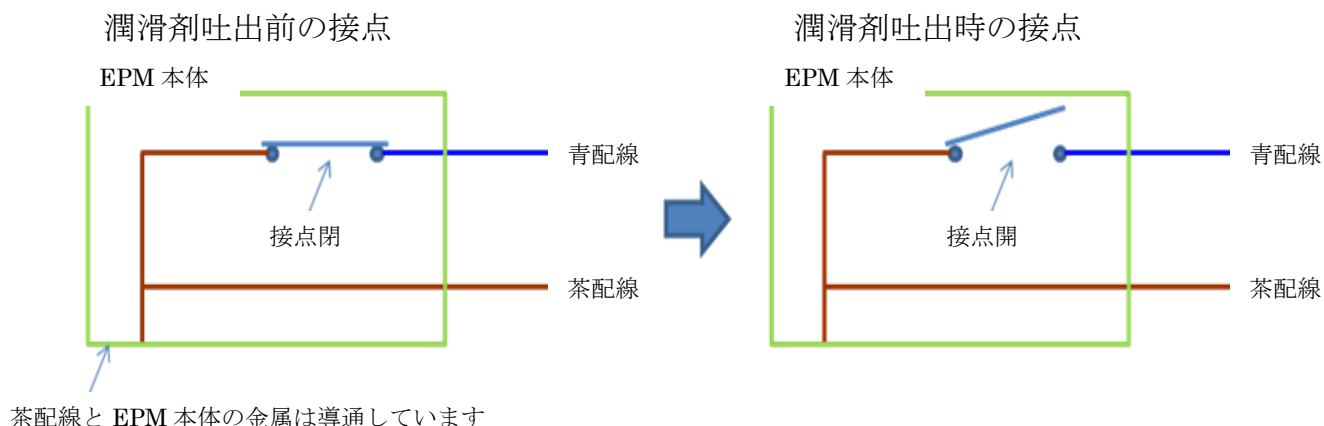 潤滑剤吐出前の接点
EPM 本体
青配線
接点閉
茶配線
茶配線と EPM 本体の金属は導通しています
潤滑剤吐出時の接点
EPM 本体
青配線
接点開
茶配線